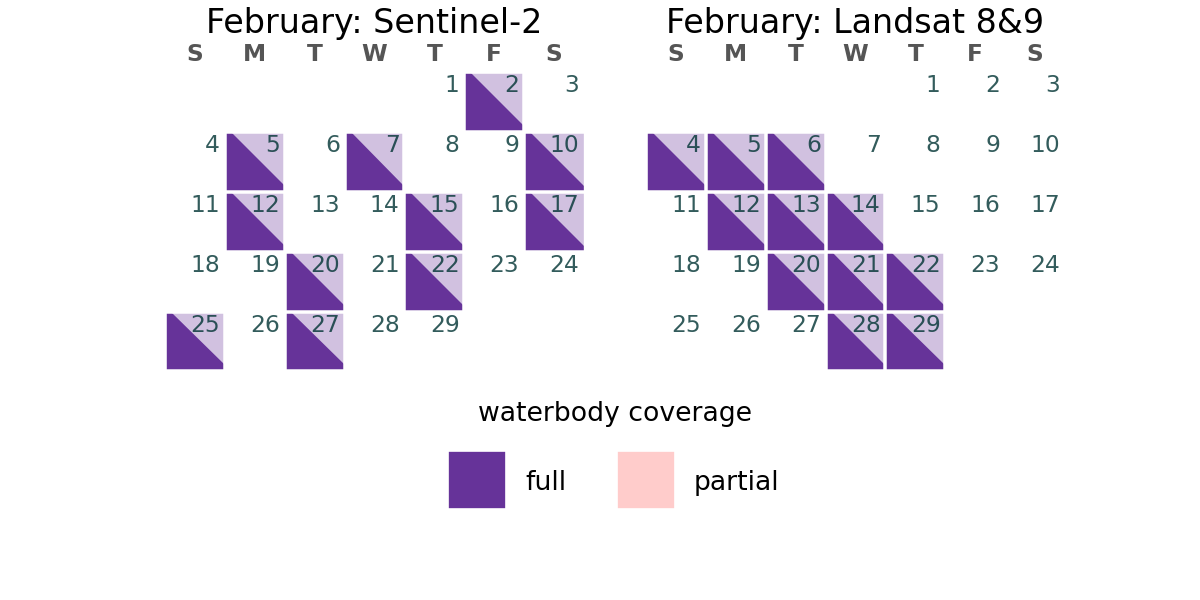 February: Sentinel-2
S M T W T F S
1 2 3
4 5 6 7 8 9 10
11 12 13 14 15 16 17
18 19 20 21 22 23 24
25 26 27 28 29
February: Landsat 8&9
S M T W T F S
1 2 3
4 5 6 7 8 9 10
11 12 13 14 15 16 17
18 19 20 21 22 23 24
25 26 27 28 29
waterbody coverage
full
partial